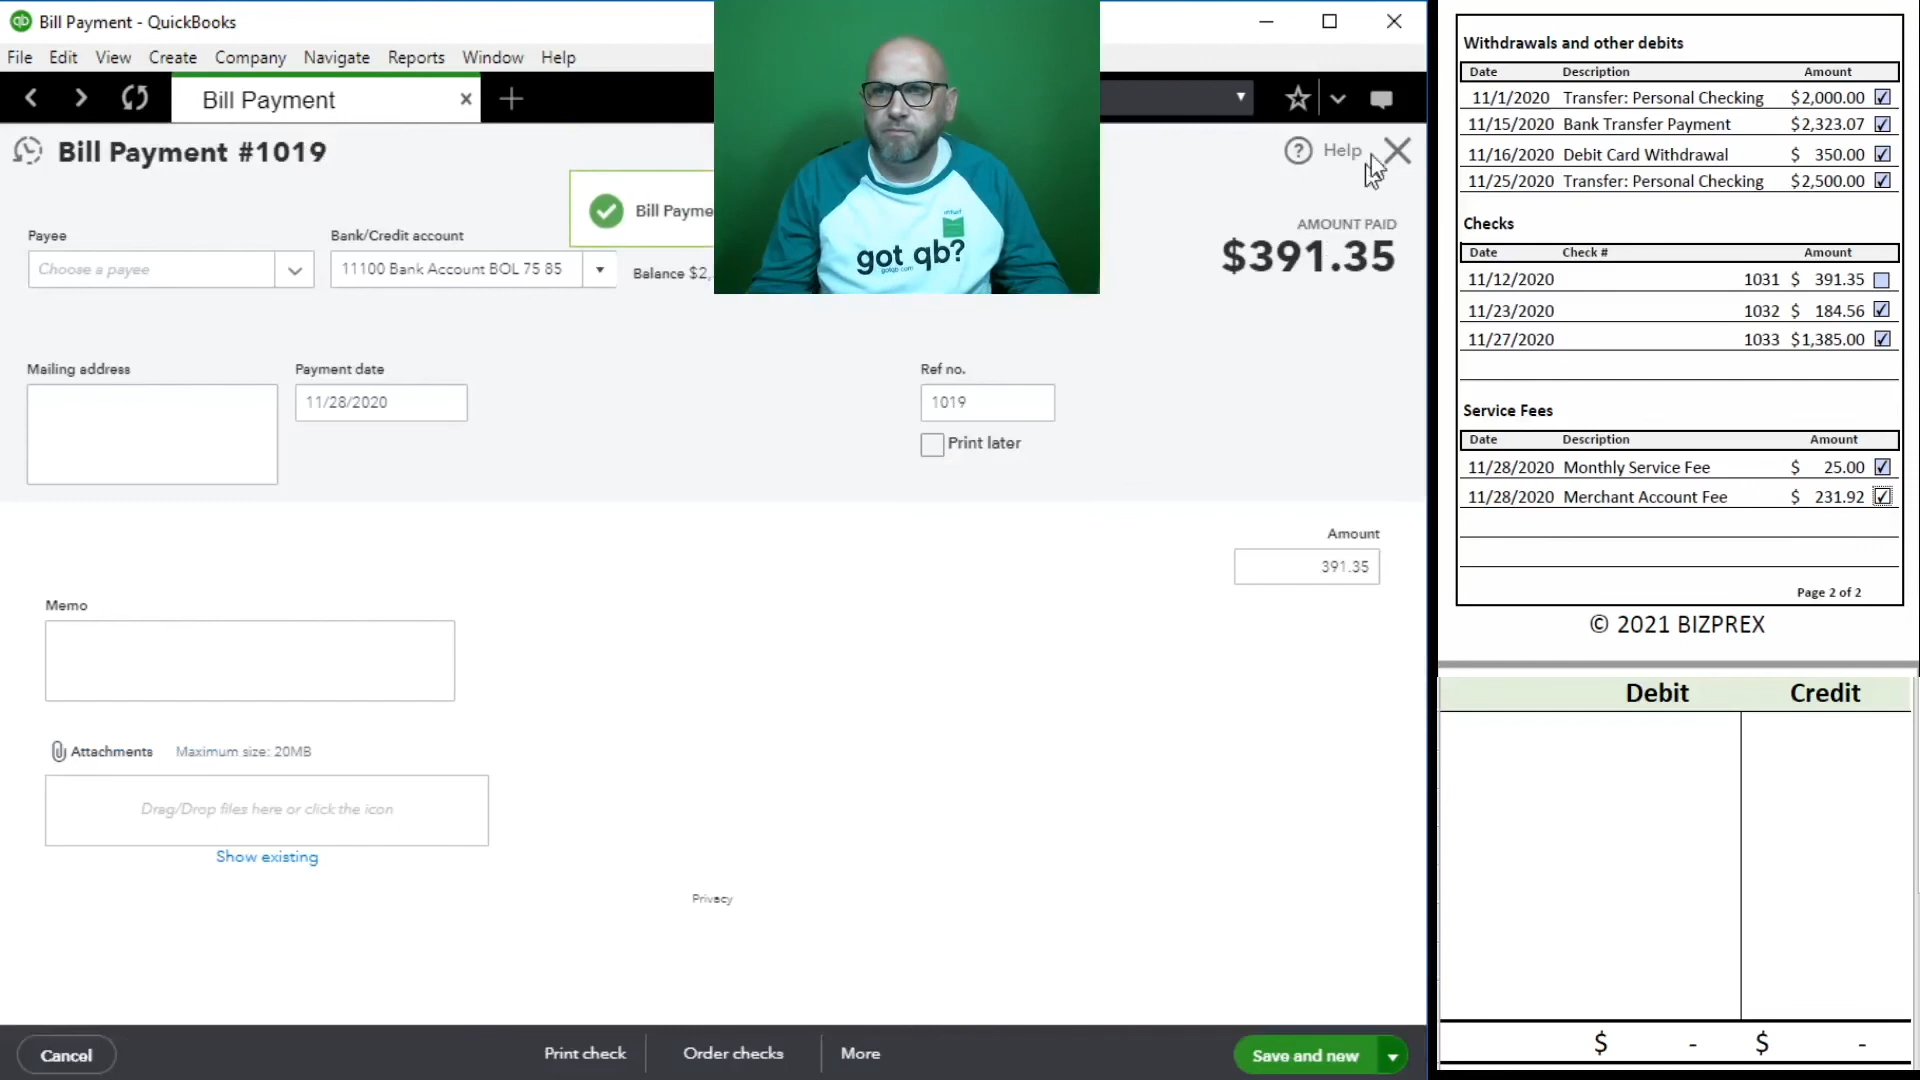 Bill Payment - QuickBooks
File Edit View Create Company Navigate Reports Window Help
Bill Payment
Bill Payment #1019
Help
Bill Payme
intuit
got qb?
gotqb.com
AMOUNT PAID
$391.35
Payee
Bank/Credit account
Choose a payee
11100 Bank Account BOL 75 85
Balance $2,
Mailing address
Payment date
11/28/2020
Ref no.
1019
Print later
Amount
391.35
Memo
Attachments Maximum size: 20MB
Drag/Drop files here or click the icon
Show existing
Privacy
Cancel
Print check
Order checks
More
Save and new
Withdrawals and other debits
Date Description Amount
11/1/2020 Transfer: Personal Checking $2,000.00
11/15/2020 Bank Transfer Payment $2,323.07
11/16/2020 Debit Card Withdrawal $ 350.00
11/25/2020 Transfer: Personal Checking $2,500.00
Checks
Date Check # Amount
11/12/2020 1031 $ 391.35
11/23/2020 1032 $ 184.56
11/27/2020 1033 $1,385.00
Service Fees
Date Description Amount
11/28/2020 Monthly Service Fee $ 25.00
11/28/2020 Merchant Account Fee $ 231.92
Page 2 of 2
© 2021 BIZPREX
Debit Credit
$ - $ -